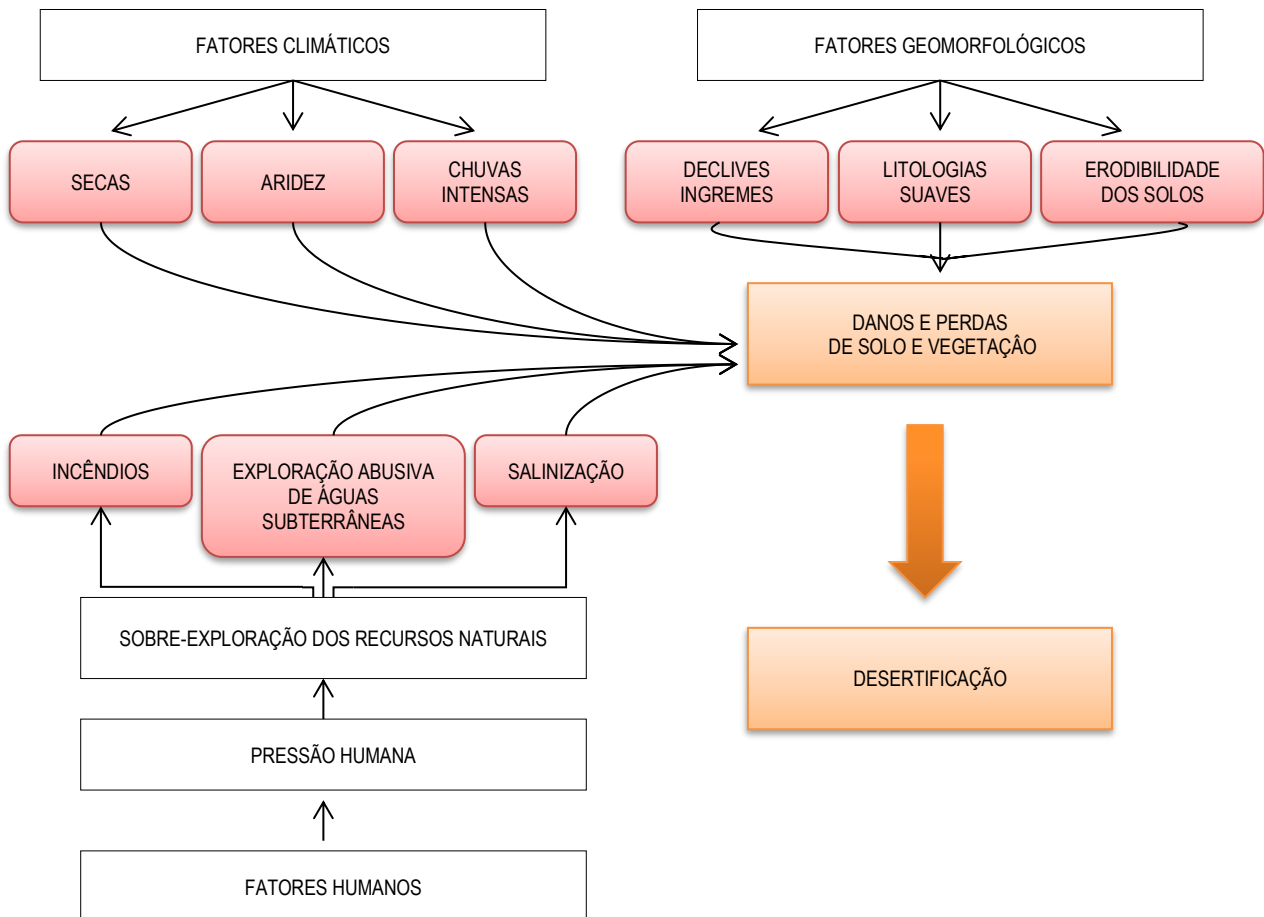 FATORES CLIMÁTICOS
FATORES GEOMORFOLÓGICOS
SECAS
ARIDEZ
CHUVAS
INTENSAS
DECLIVES
INGREMES
LITOLOGIAS
SUAVES
ERODIBILIDADE
DOS SOLOS
DANOS E PERDAS
DE SOLO E VEGETAÇÂO
INCÊNDIOS
EXPLORAÇÃO ABUSIVA
DE ÁGUAS
SUBTERRÂNEAS
SALINIZAÇÃO
SOBRE-EXPLORAÇÃO DOS RECURSOS NATURAIS
DESERTIFICAÇÃO
PRESSÃO HUMANA
FATORES HUMANOS